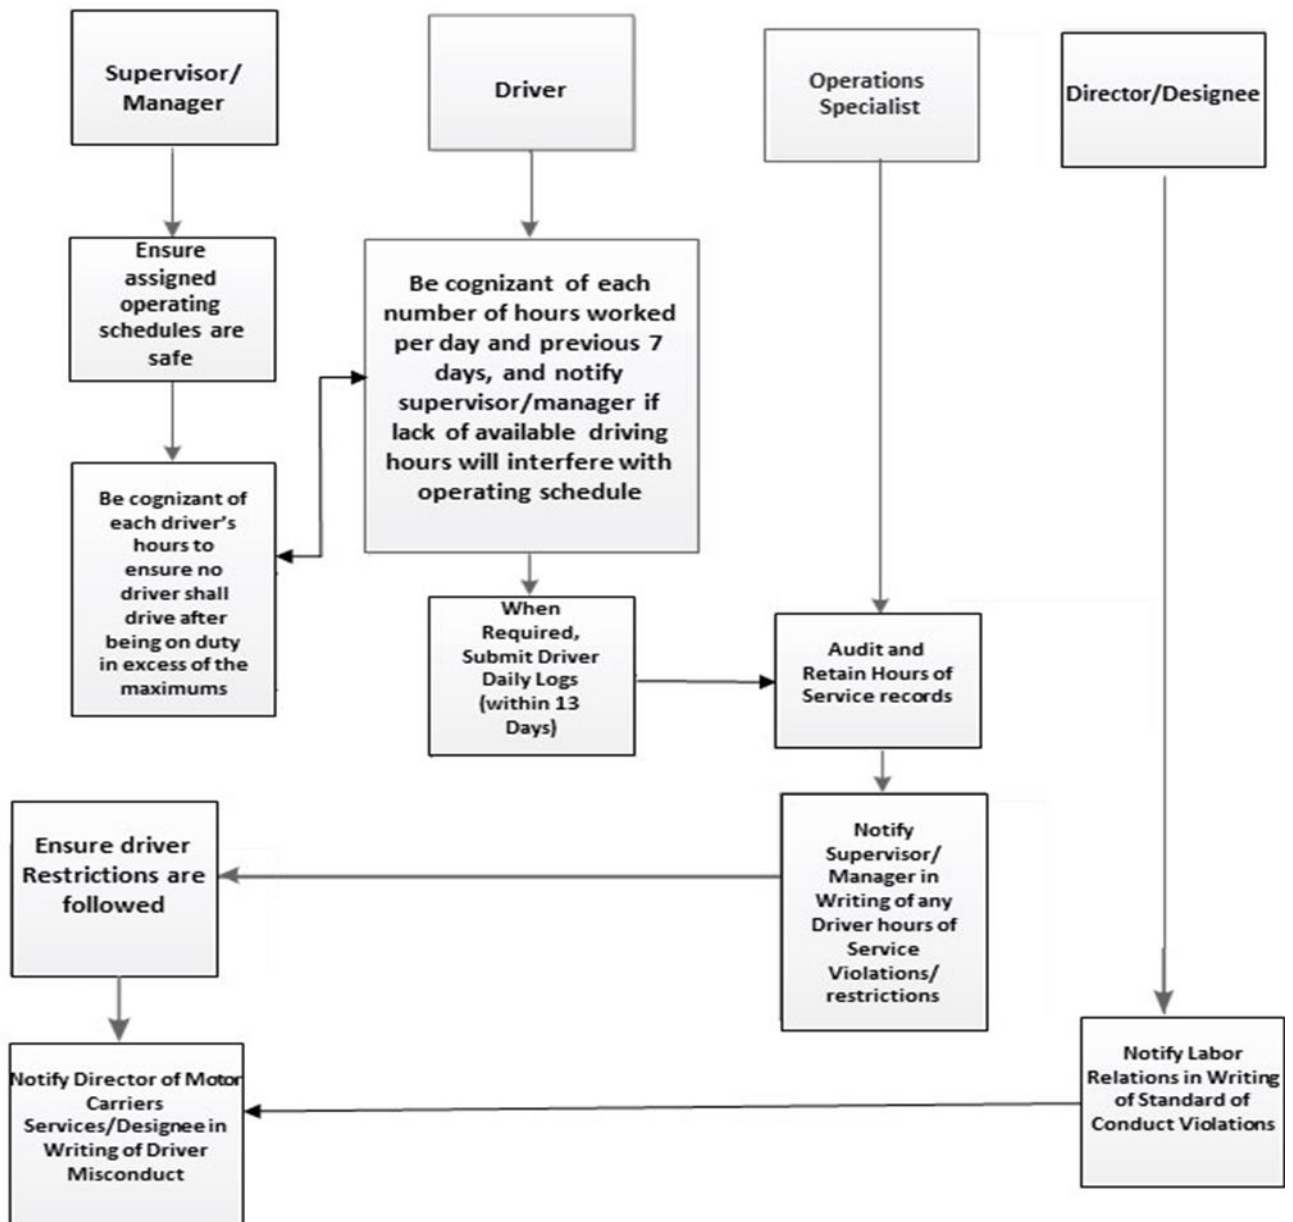 Supervisor/
Manager
Driver
Operations
Specialist
Director/Designee
Ensure
assigned
operating
schedules are
safe
Be cognizant of each
number of hours worked
per day and previous 7
days, and notify
supervisor/manager if
lack of available driving
hours will interfere with
operating schedule
Be cognizant of
each driver's
hours to
ensure no
driver shall
drive after
being on duty
in excess of the
maximums
When
Required,
Submit Driver
Daily Logs
(within 13
Days)
Audit and
Retain Hours of
Service records
Ensure driver
Restrictions are
followed
Notify
Supervisor/
Manager in
Writing of any
Driver hours of
Service
Violations/
restrictions
Notify Director of Motor
Carriers
Services/Designee in
Writing of Driver
Misconduct
Notify Labor
Relations in Writing
of Standard of
Conduct Violations